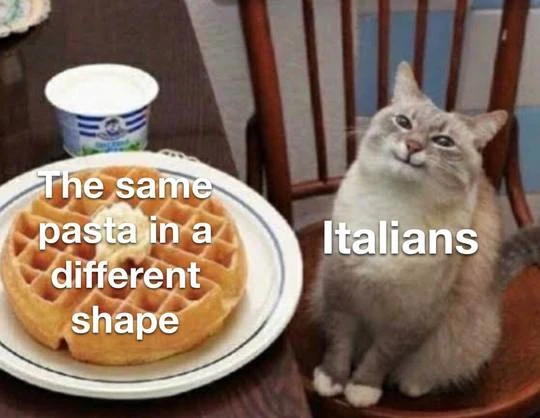 The same
pasta in a
different
shape
Italians